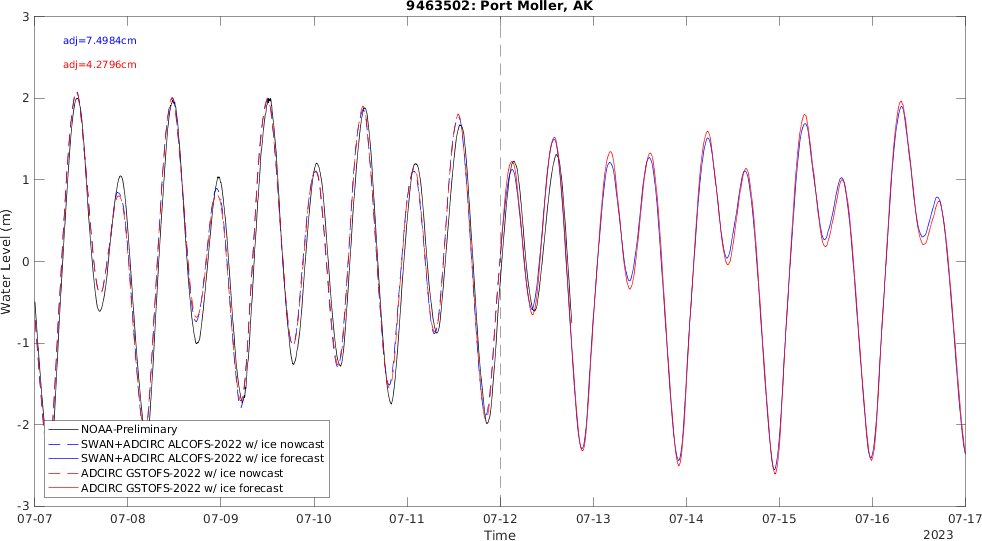 9463502: Port Moller, AK
adj=7.4984cm
adj=4.2796cm
Water Level (m)
3
2
1
0
-1
-2
-3
NOAA-Preliminary
SWAN+ADCIRC ALCOFS-2022 w/ ice nowcast
SWAN+ADCIRC ALCOFS-2022 w/ ice forecast
ADCIRC GSTOFS-2022 w/ ice nowcast
ADCIRC GSTOFS-2022 w/ ice forecast
07-07 07-08 07-09 07-10 07-11 07-12 07-13 07-14 07-15 07-16 07-17
Time
2023